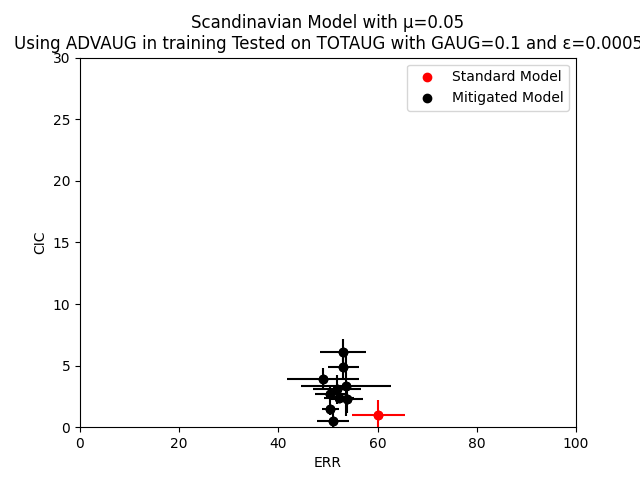 Scandinavian Model with μ=0.05
Using ADVAUG in training Tested on TOTAUG with GAUG=0.1 and ε=0.0005
30
25
20
15
10
5
0
CIC
Standard Model
Mitigated Model
0 20 40 60 80 100
ERR